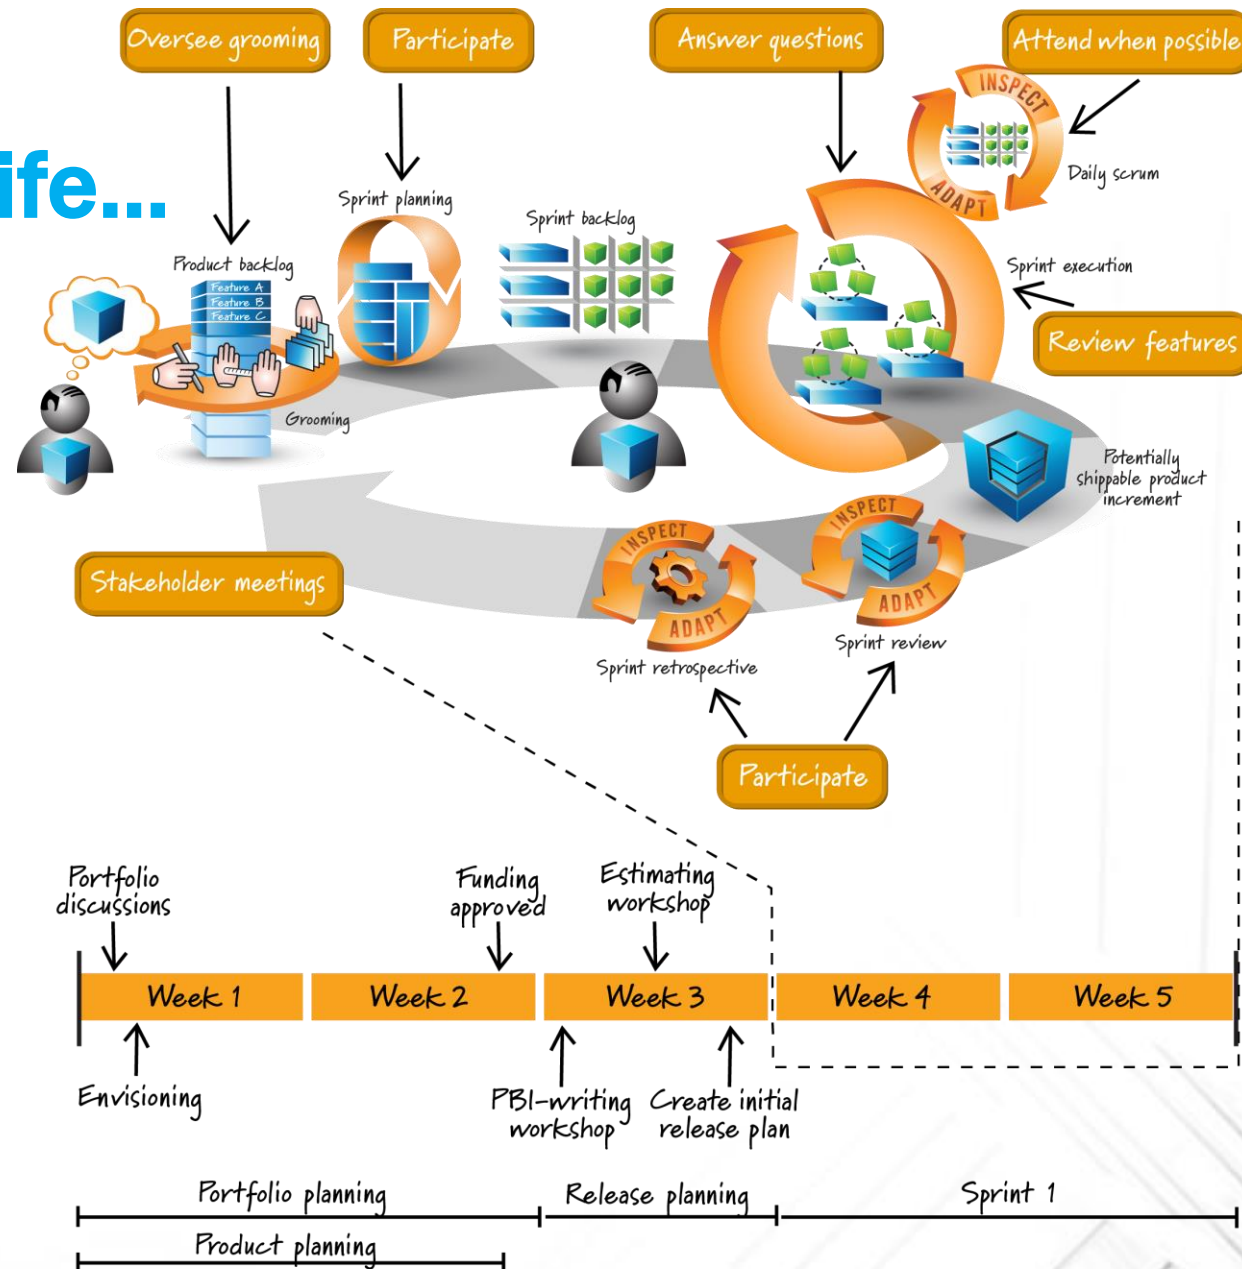 Oversee grooming
Participate
Answer questions
Attend when possible
ife...
INSPECT
ADAPT
Daily scrum
Sprint planning
Sprint backlog
Product backlog
Feature A
Feature B
Feature C
Grooming
Sprint execution
Review features
Potentially
shippable product
increment
Stakeholder meetings
INSPECT
ADAPT
Sprint retrospective
INSPECT
ADAPT
Sprint review
Participate
Portfolio
discussions
Funding
approved
Estimating
workshop
Week 1
Week 2
Week 3
Week 4
Week 5
Envisioning
PBI-writing
workshop
Create initial
release plan
Portfolio planning
Release planning
Sprint 1
Product planning